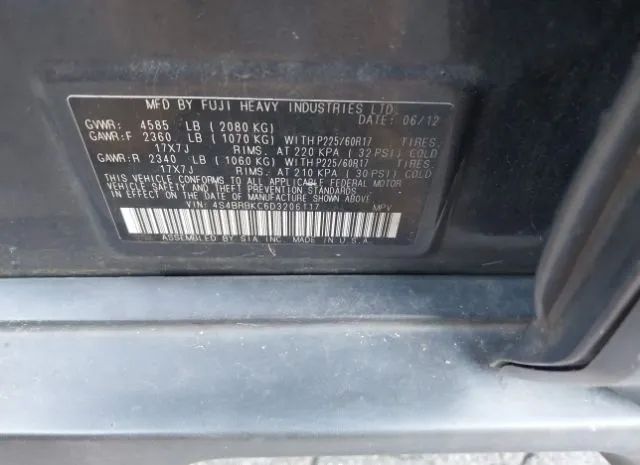 MFD BY FUJI HEAVY INDUSTRIES LTD.
DATE: 06/12
GVWR: 4585 LB ( 2080 KG)
GAWR:F 2360 LB ( 1070 KG) WITH P225/60R17 TIRES.
17X7J RIMS. AT 220 KPA ( 32 PSI) COLD
GAWR:R 2340 LB ( 1060 KG) WITH P225/60R17 TIRES.
17X7J RIMS. AT 210 KPA ( 30 PSI) COLD
THIS VEHICLE CONFORMS TO ALL APPLICABLE FEDERAL MOTOR
VEHICLE SAFETY AND THEFT PREVENTION STANDARDS
IN EFFECT ON THE DATE OF MANUFACTURE SHOWN ABOVE.
VIN: 4S4BRBKC6D3206117 MPV
ASSEMBLED BY SIA, INC. MADE IN U.S.A.